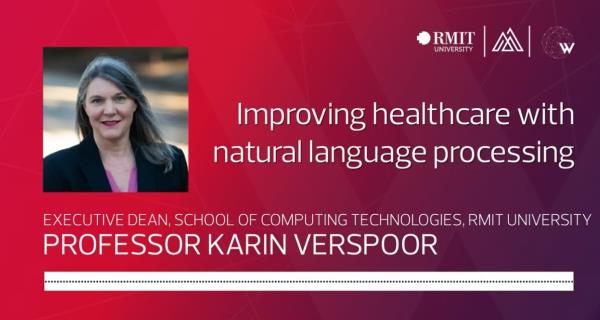 RMIT
UNIVERSITY
W
Improving healthcare with
natural language processing
EXECUTIVE DEAN, SCHOOL OF COMPUTING TECHNOLOGIES, RMIT UNIVERSITY
PROFESSOR KARIN VERSPOOR